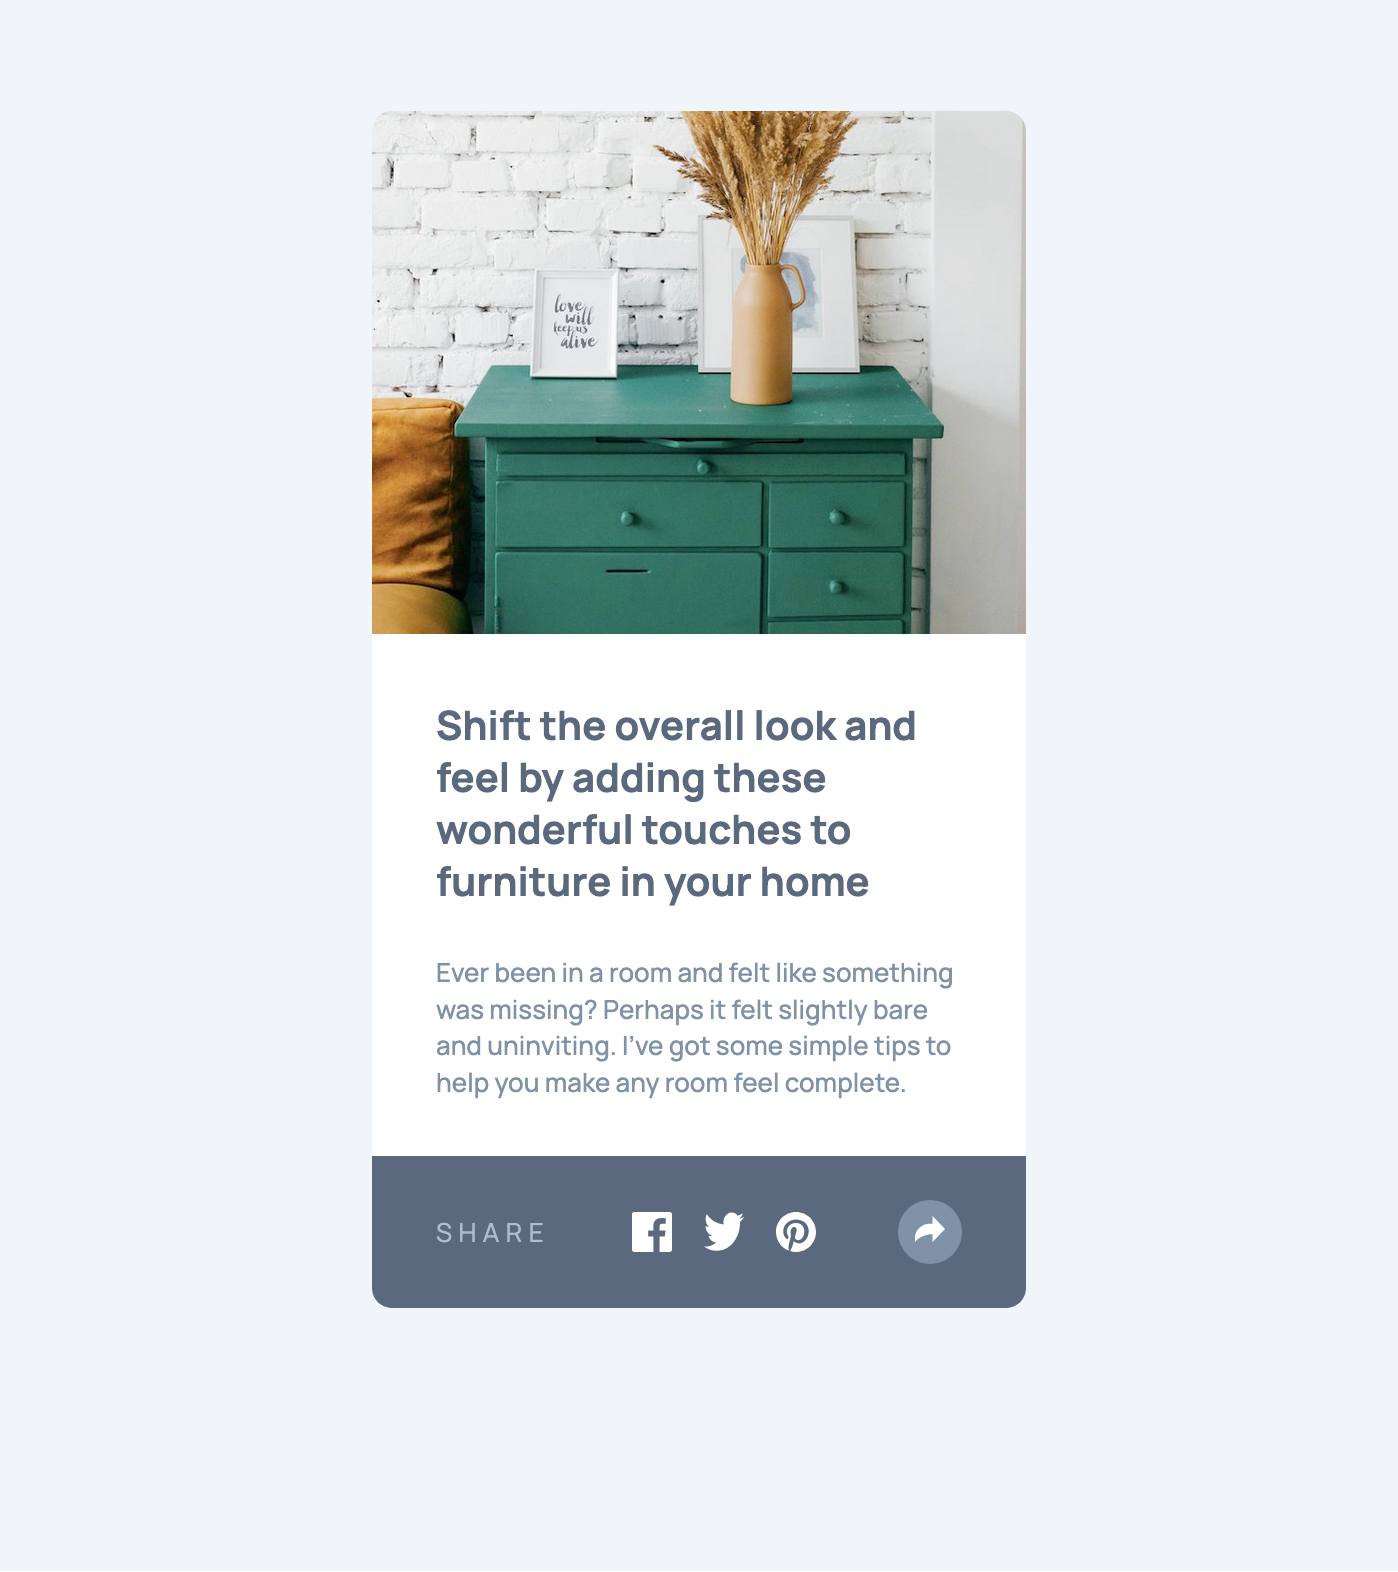 love
will
keep us
alive
Shift the overall look and
feel by adding these
wonderful touches to
furniture in your home
Ever been in a room and felt like something
was missing? Perhaps it felt slightly bare
and uninviting. I’ve got some simple tips to
help you make any room feel complete.
SHARE